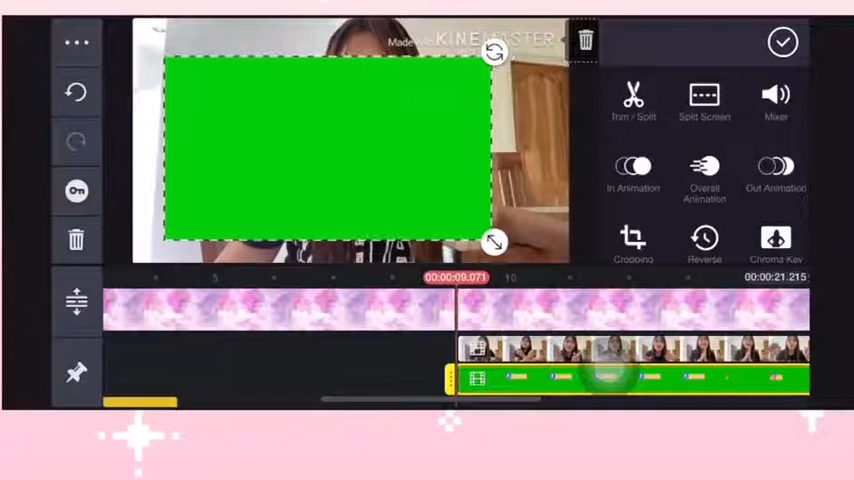 Made with KINEMASTER
Trim / Split
Split Screen
Mixer
In Animation
Overall Animation
Out Animation
Cropping
Reverse
Chroma Key
5
00:00:09.071
10
00:00:21.215